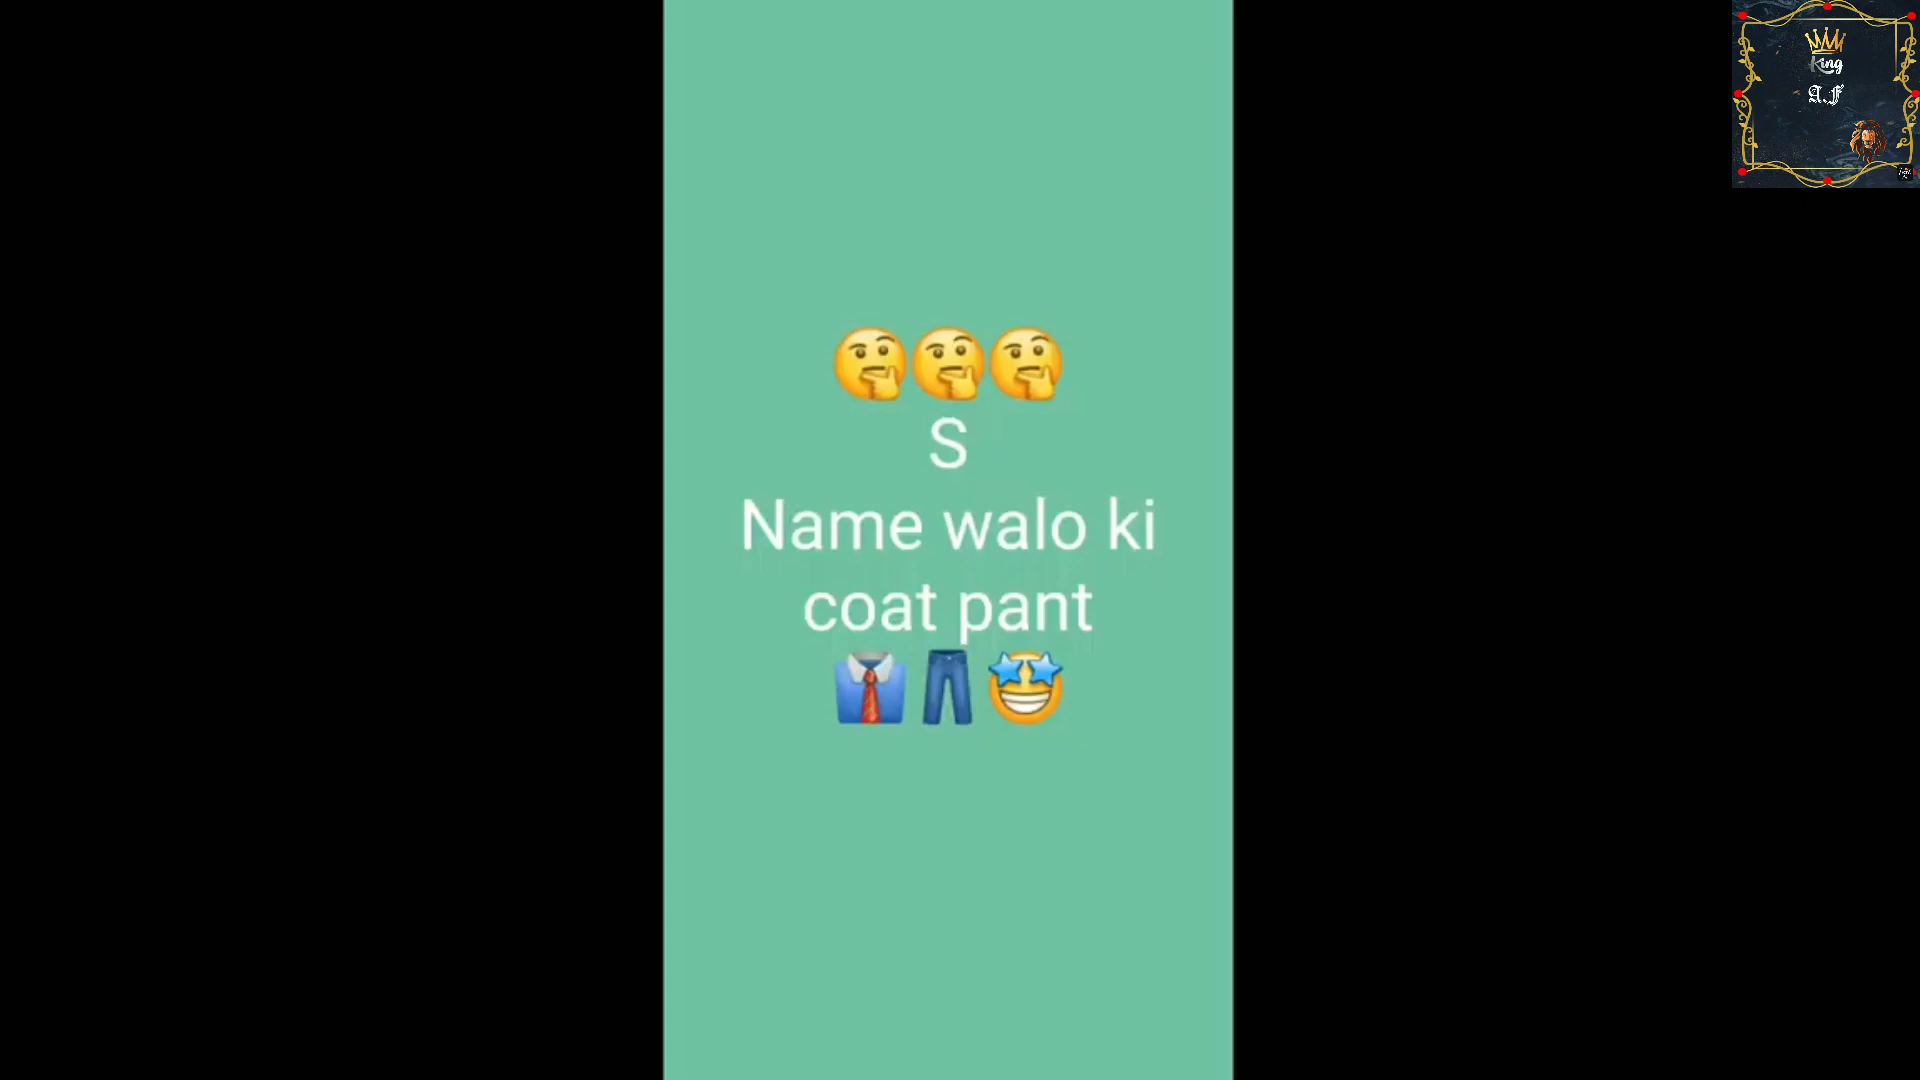 🤔🤔🤔
S
Name walo ki
coat pant
👔👖🤩
King
A.F